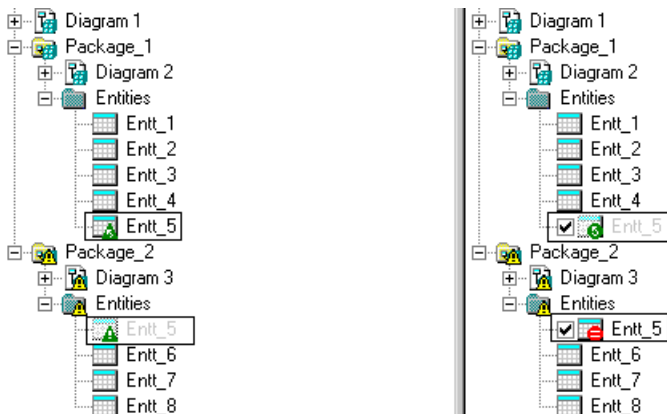 Diagram 1
Package_1
Diagram 2
Entities
Entt_1
Entt_2
Entt_3
Entt_4
Entt_5
Package_2
Diagram 3
Entities
Entt_5
Entt_6
Entt_7
Entt_8
Diagram 1
Package_1
Diagram 2
Entities
Entt_1
Entt_2
Entt_3
Entt_4
Entt_5
Package_2
Diagram 3
Entities
Entt_5
Entt_6
Entt_7
Entt_8